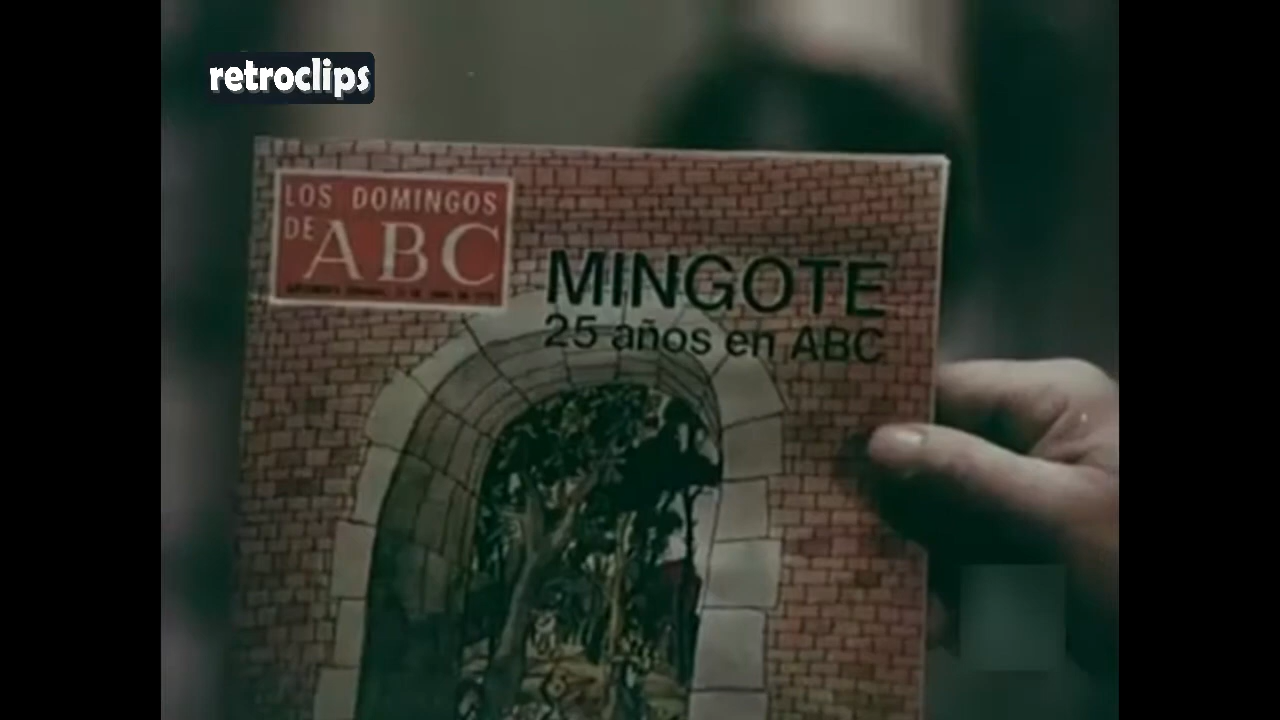 retroclips
LOS DOMINGOS
DE ABC
MINGOTE
25 años en ABC